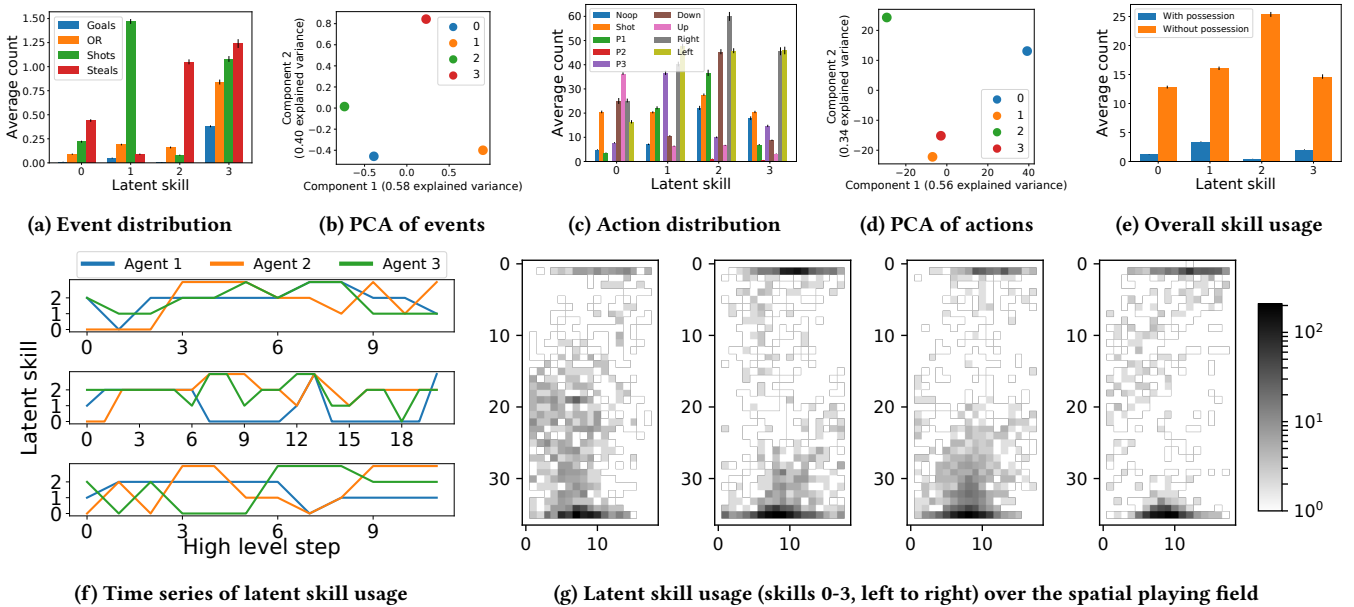 Goals
OR
Shots
Steals
Average count
1.50
1.25
1.00
0.75
0.50
0.25
0.00
0 1 2 3
Latent skill
(a) Event distribution
Component 2
(0.40 explained variance)
0.8
0.6
0.4
0.2
0.0
−0.2
−0.4
0
1
2
3
−0.5 0.0 0.5
Component 1 (0.58 explained variance)
(b) PCA of events
Average count
60
50
40
30
20
10
0
Noop
Shot
P1
P2
P3
Down
Up
Right
Left
0 1 2 3
Latent skill
(c) Action distribution
Component 2
(0.34 explained variance)
20
10
0
−10
−20
0
1
2
3
−20 0 20 40
Component 1 (0.56 explained variance)
(d) PCA of actions
Average count
25
20
15
10
5
0
With possession
Without possession
0 1 2 3
Latent skill
(e) Overall skill usage
Agent 1 Agent 2 Agent 3
Latent skill
2
1
0
0 3 6 9
2
1
0
0 3 6 9 12 15 18
2
1
0
0 3 6 9
High level step
(f) Time series of latent skill usage
0
10
20
30
0 10
0
10
20
30
0 10
0
10
20
30
0 10
0
10
20
30
0 10
10²
10¹
10⁰
(g) Latent skill usage (skills 0-3, left to right) over the spatial playing field